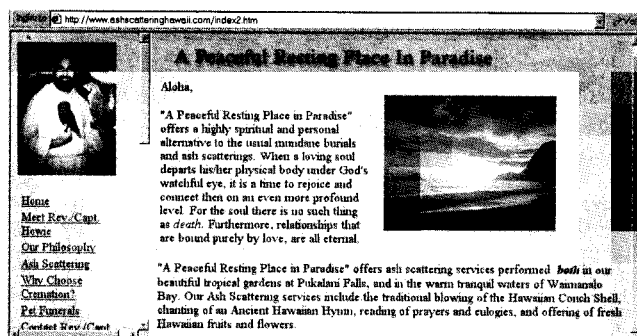 http://www.ashscatteringhawaii.com/index2.htm
A Peaceful Resting Place In Paradise
Aloha,
"A Peaceful Resting Place in Paradise"
offers a highly spiritual and personal
alternative to the usual mundane burials
and ash scatterings. When a loving soul
departs his/her physical body under God's
watchful eye, it is a time to rejoice and
connect then on an even more profound
level. For the soul there is no such thing
as death. Furthermore, relationships that
are bound purely by love, are all eternal.
"A Peaceful Resting Place in Paradise" offers ash scattering services performed both in our
beautiful tropical gardens at Pukalani Falls, and in the warm tranquil waters of Waimanalo
Bay. Our Ash Scattering services include the traditional blowing of the Hawaiian Conch Shell,
chanting of an Ancient Hawaiian Hymn, reading of prayers and eulogies, and offering of fresh
Hawaiian fruits and flowers.
Home
Meet Rev./Capt.
Howie
Our Philosophy
Ash Scattering
Why Choose
Cremation?
Pet Funerals
Contact Rev./Capt.